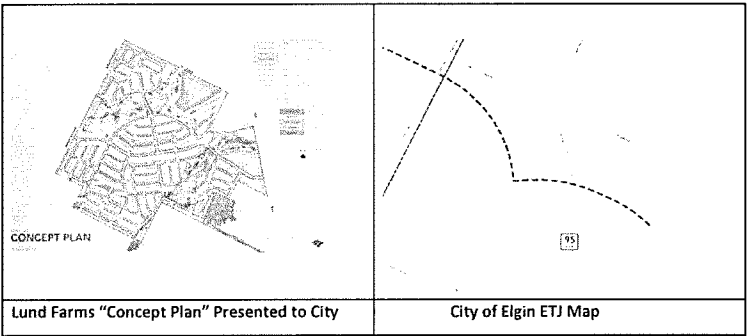 CONCEPT PLAN
95
Lund Farms "Concept Plan" Presented to City
City of Elgin ETJ Map